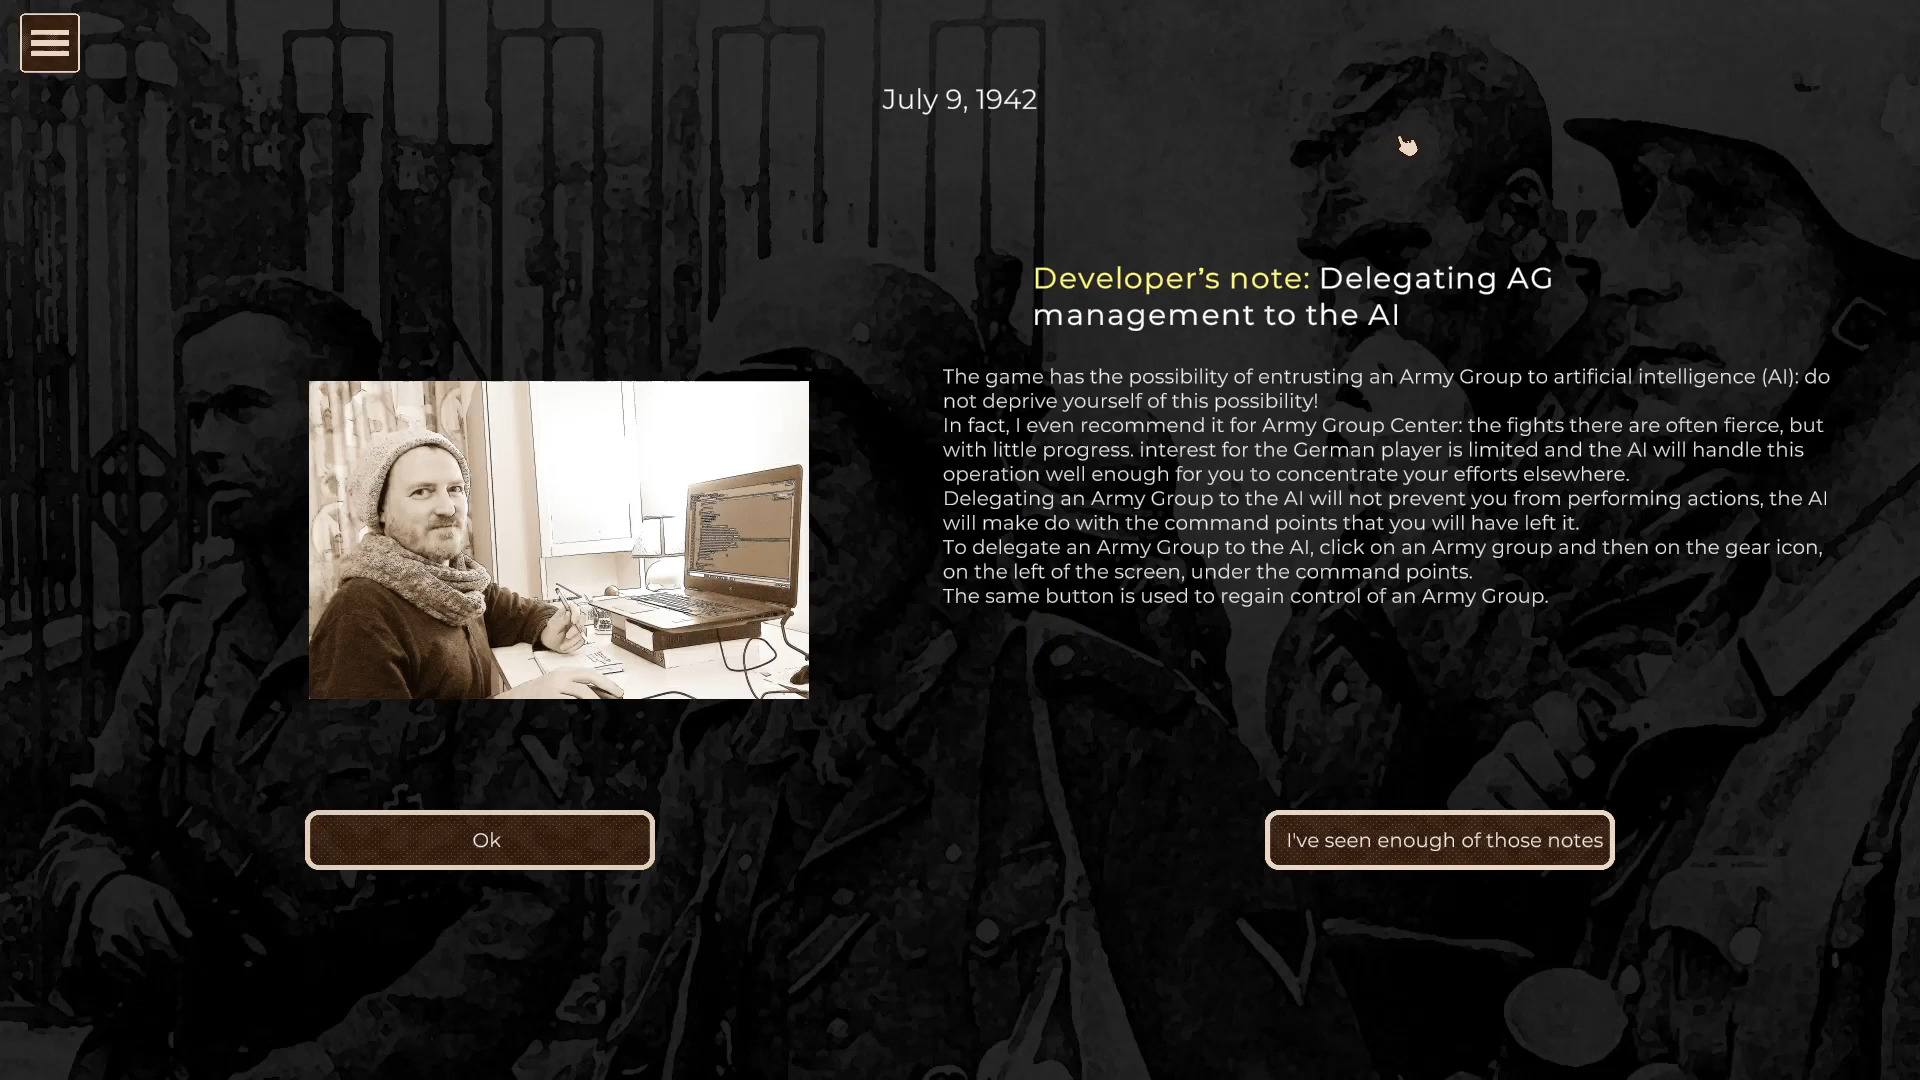 July 9, 1942
Developer’s note: Delegating AG
management to the AI
The game has the possibility of entrusting an Army Group to artificial intelligence (AI): do
not deprive yourself of this possibility!
In fact, I even recommend it for Army Group Center: the fights there are often fierce, but
with little progress. interest for the German player is limited and the AI will handle this
operation well enough for you to concentrate your efforts elsewhere.
Delegating an Army Group to the AI will not prevent you from performing actions, the AI
will make do with the command points that you will have left it.
To delegate an Army Group to the AI, click on an Army group and then on the gear icon,
on the left of the screen, under the command points.
The same button is used to regain control of an Army Group.
Ok
I've seen enough of those notes